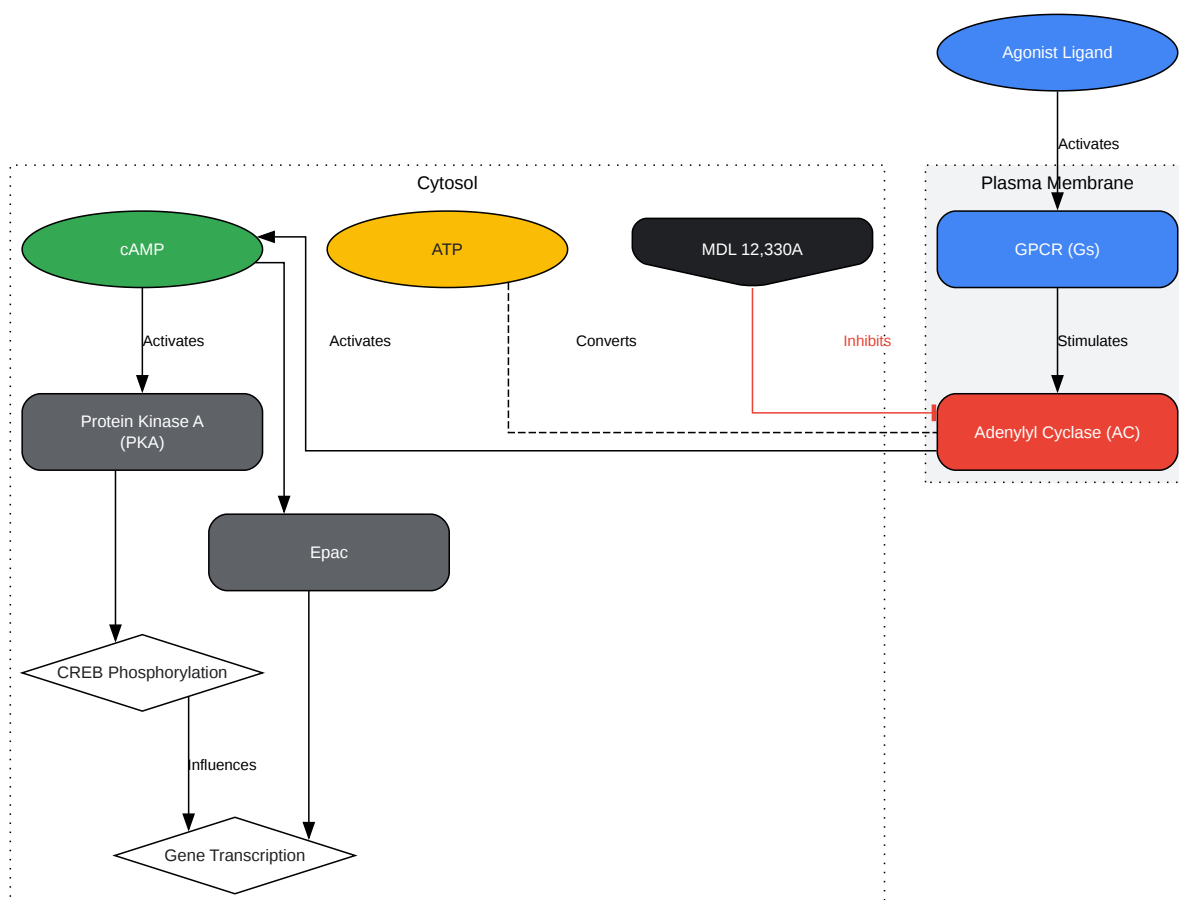 Agonist Ligand
Activates
Cytosol
Plasma Membrane
cAMP
ATP
MDL 12,330A
GPCR (Gs)
Activates
Activates
Converts
Inhibits
Stimulates
Protein Kinase A
(PKA)
Adenylyl Cyclase (AC)
Epac
CREB Phosphorylation
Influences
Gene Transcription